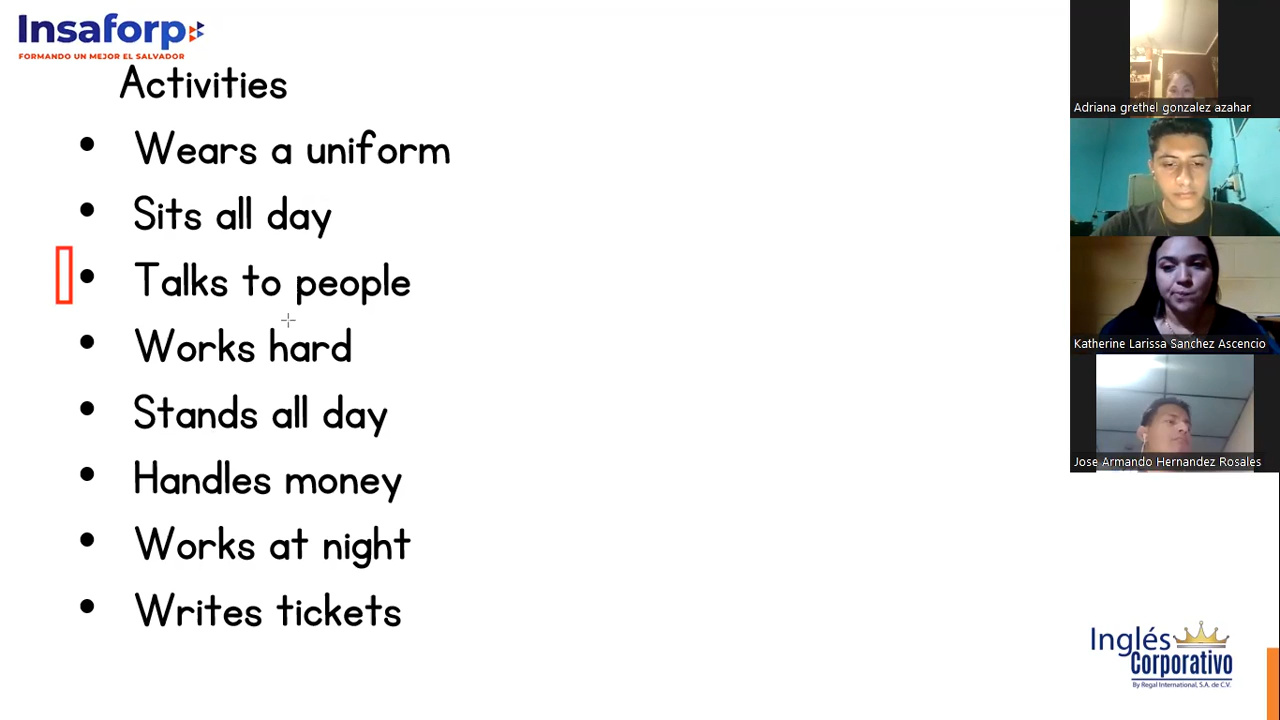 Insaforp
FORMANDO UN MEJOR EL SALVADOR
Activities
• Wears a uniform
• Sits all day
• Talks to people
• Works hard
• Stands all day
• Handles money
• Works at night
• Writes tickets
Adriana grethel gonzalez azahar
Katherine Larissa Sanchez Ascencio
Jose Armando Hernandez Rosales
Inglés
Corporativo
By Regal International, S.A. de C.V.